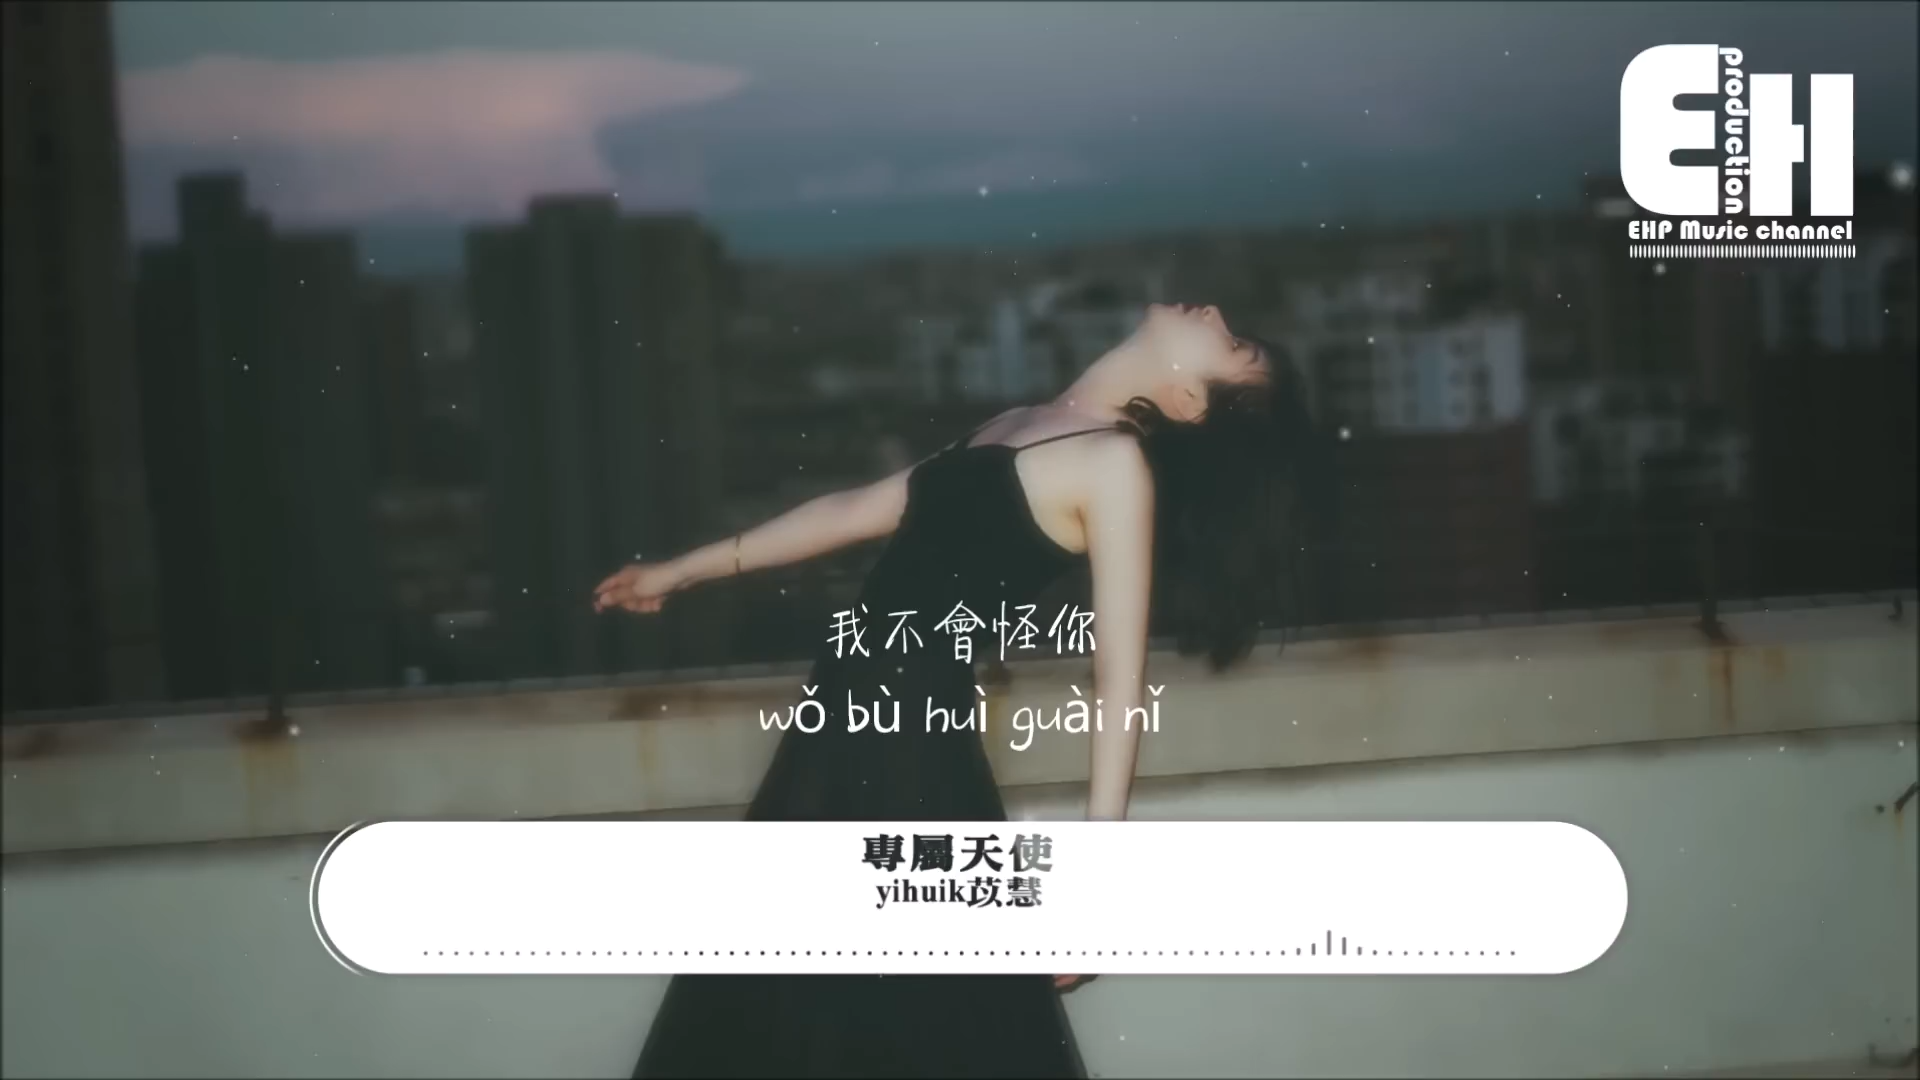 EH
production
EHP Music channel
我不會怪你
wǒ bù huì guài nǐ
專屬天使
yihuik苡慧